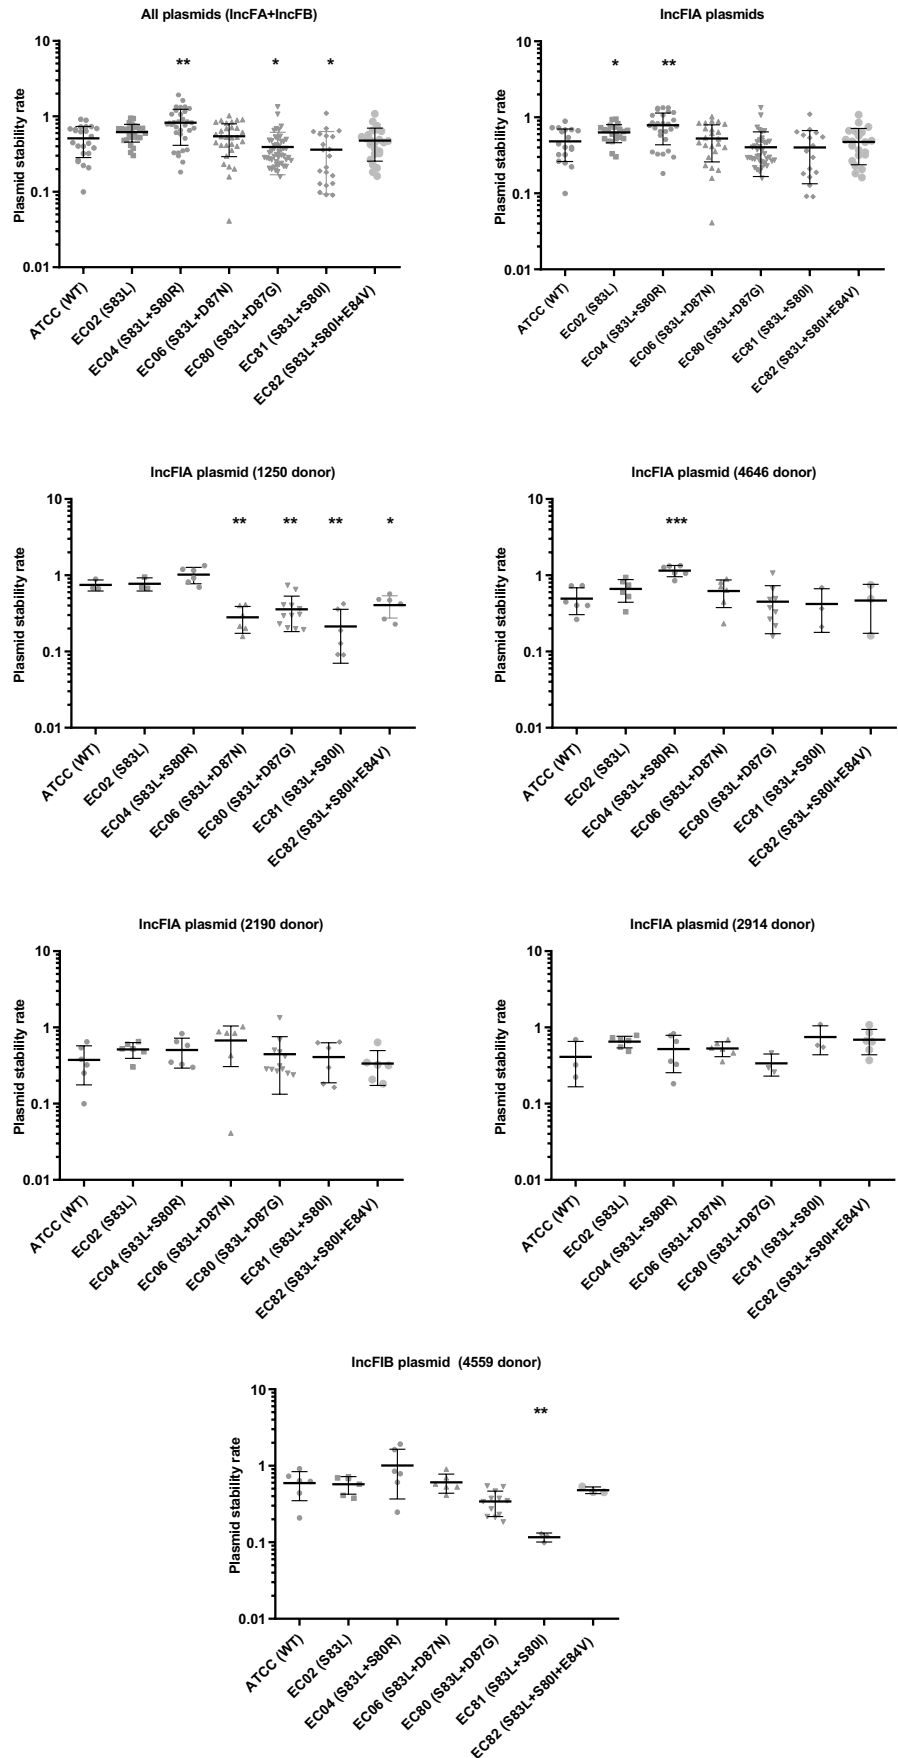 All plasmids (IncFA+IncFB)
Plasmid stability rate
10
1
0.1
0.01
** * *
ATCC (WT)
EC02 (S83L)
EC04 (S83L+S80R)
EC06 (S83L+D87N)
EC80 (S83L+D87G)
EC81 (S83L+S80I)
EC82 (S83L+S80I+E84V)
IncFIA plasmids
Plasmid stability rate
10
1
0.1
0.01
* **
ATCC (WT)
EC02 (S83L)
EC04 (S83L+S80R)
EC06 (S83L+D87N)
EC80 (S83L+D87G)
EC81 (S83L+S80I)
EC82 (S83L+S80I+E84V)
IncFIA plasmid (1250 donor)
Plasmid stability rate
10
1
0.1
0.01
** ** ** *
ATCC (WT)
EC02 (S83L)
EC04 (S83L+S80R)
EC06 (S83L+D87N)
EC80 (S83L+D87G)
EC81 (S83L+S80I)
EC82 (S83L+S80I+E84V)
IncFIA plasmid (4646 donor)
Plasmid stability rate
10
1
0.1
0.01
***
ATCC (WT)
EC02 (S83L)
EC04 (S83L+S80R)
EC06 (S83L+D87N)
EC80 (S83L+D87G)
EC81 (S83L+S80I)
EC82 (S83L+S80I+E84V)
IncFIA plasmid (2190 donor)
Plasmid stability rate
10
1
0.1
0.01
ATCC (WT)
EC02 (S83L)
EC04 (S83L+S80R)
EC06 (S83L+D87N)
EC80 (S83L+D87G)
EC81 (S83L+S80I)
EC82 (S83L+S80I+E84V)
IncFIA plasmid (2914 donor)
Plasmid stability rate
10
1
0.1
0.01
ATCC (WT)
EC02 (S83L)
EC04 (S83L+S80R)
EC06 (S83L+D87N)
EC80 (S83L+D87G)
EC81 (S83L+S80I)
EC82 (S83L+S80I+E84V)
IncFIB plasmid (4559 donor)
Plasmid stability rate
10
1
0.1
0.01
**
ATCC (WT)
EC02 (S83L)
EC04 (S83L+S80R)
EC06 (S83L+D87N)
EC80 (S83L+D87G)
EC81 (S83L+S80I)
EC82 (S83L+S80I+E84V)